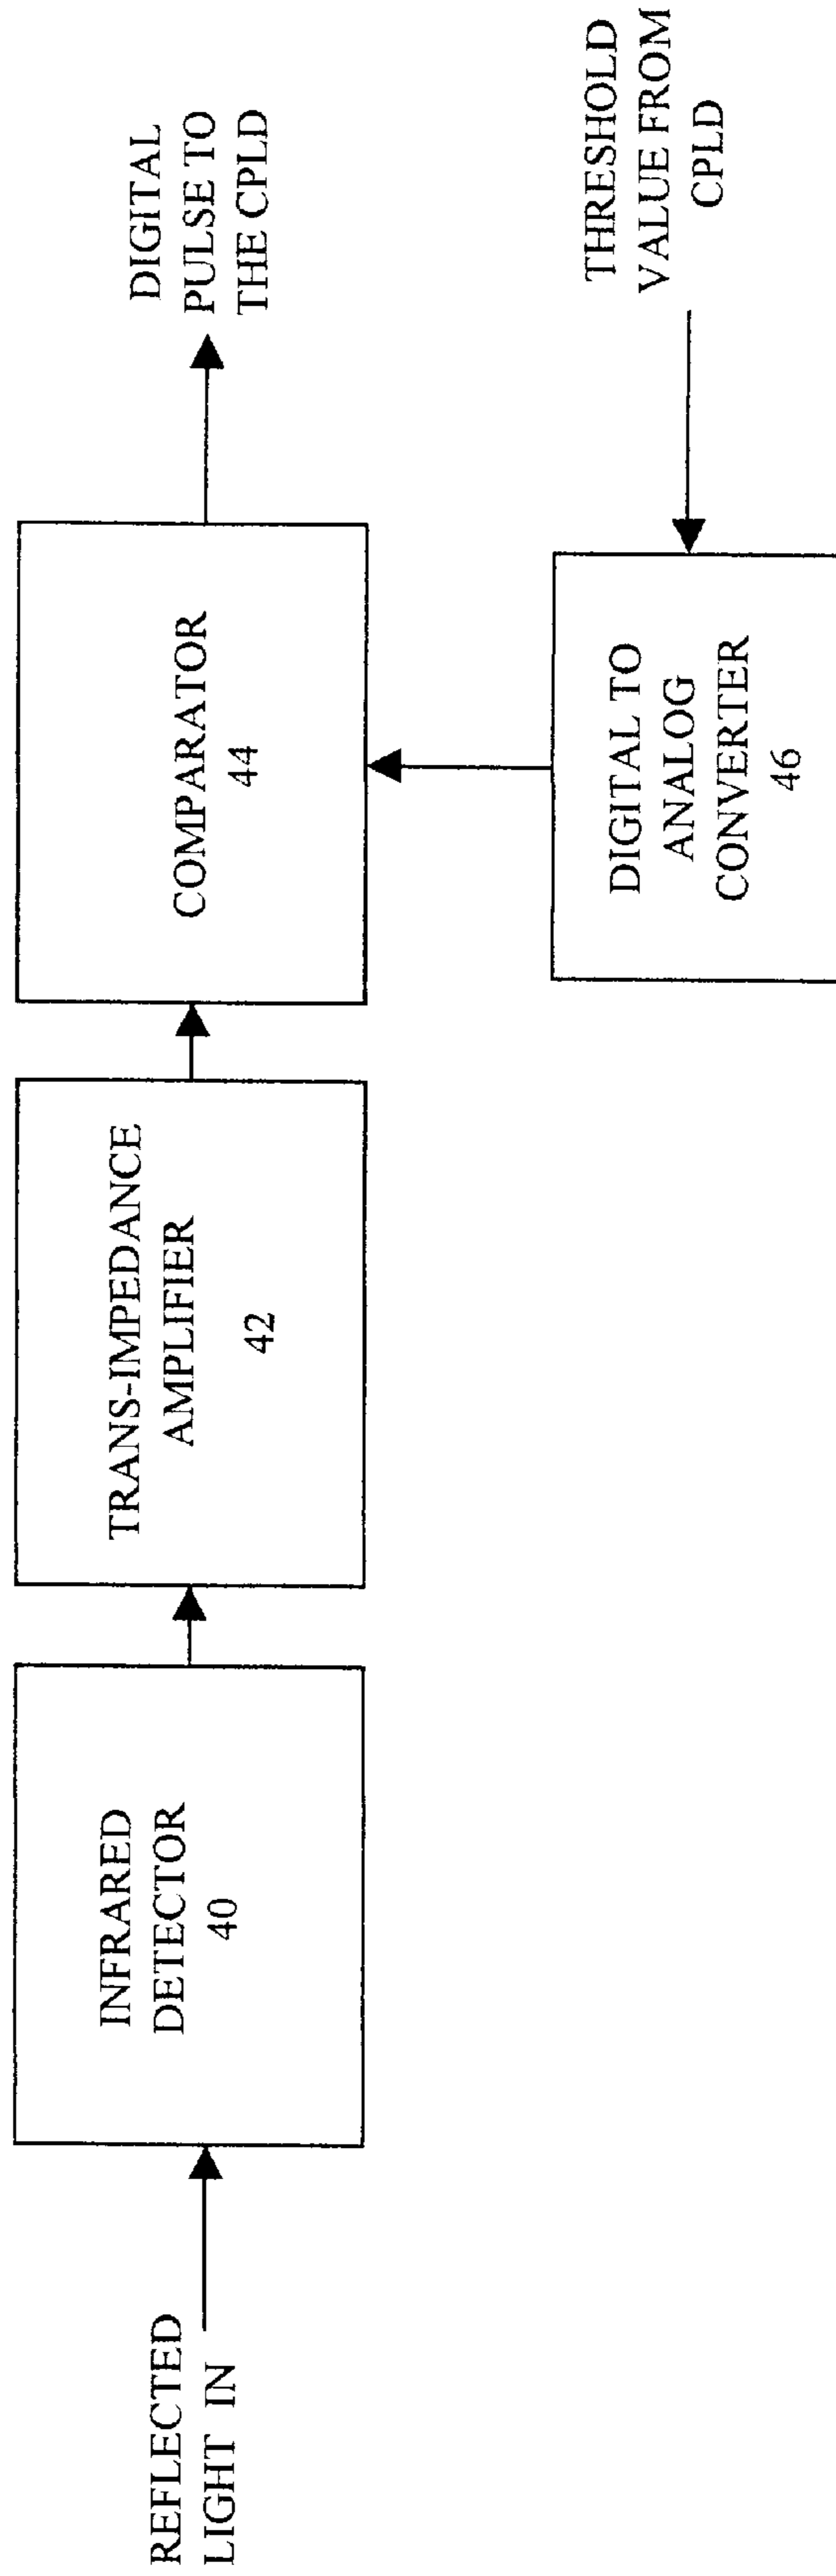 REFLECTED
LIGHT IN
INFRARED
DETECTOR
40
TRANS-IMPEDANCE
AMPLIFIER
42
COMPARATOR
44
DIGITAL
PULSE TO
THE CPLD
DIGITAL TO
ANALOG
CONVERTER
46
THRESHOLD
VALUE FROM
CPLD